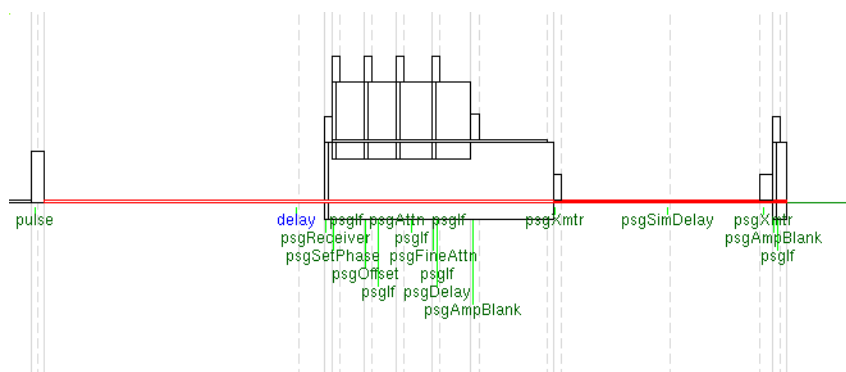 pulse delay psgIf psgAttn psgIf psgXmtr psgSimDelay psgXmtr
psgReceiver psgIf psgAmpBlank
psgSetPhase psgFineAttn psgIf
psgOffset psgIf
psgIf psgDelay
psgAmpBlank